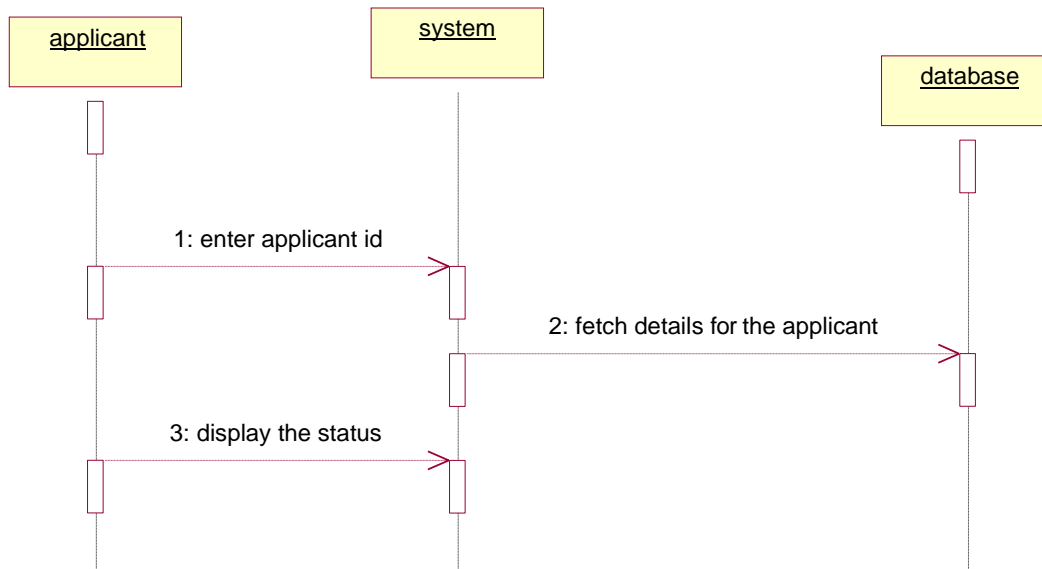 applicant
system
database
1: enter applicant id
2: fetch details for the applicant
3: display the status